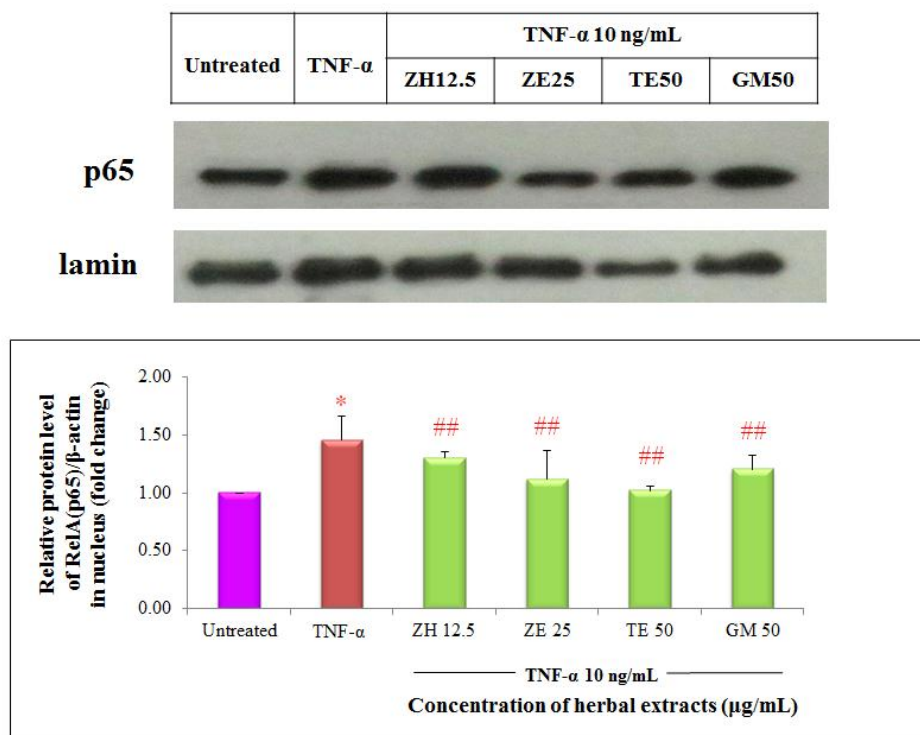 TNF-α 10 ng/mL
Untreated TNF-α ZH12.5 ZE25 TE50 GM50
p65
lamin
Relative protein level
of RelA(p65)/β-actin
in nucleus (fold change)
2.00
1.50
1.00
0.50
0.00
*
##
##
##
##
Untreated TNF-α ZH 12.5 ZE 25 TE 50 GM 50
TNF-α 10 ng/mL
Concentration of herbal extracts (µg/mL)